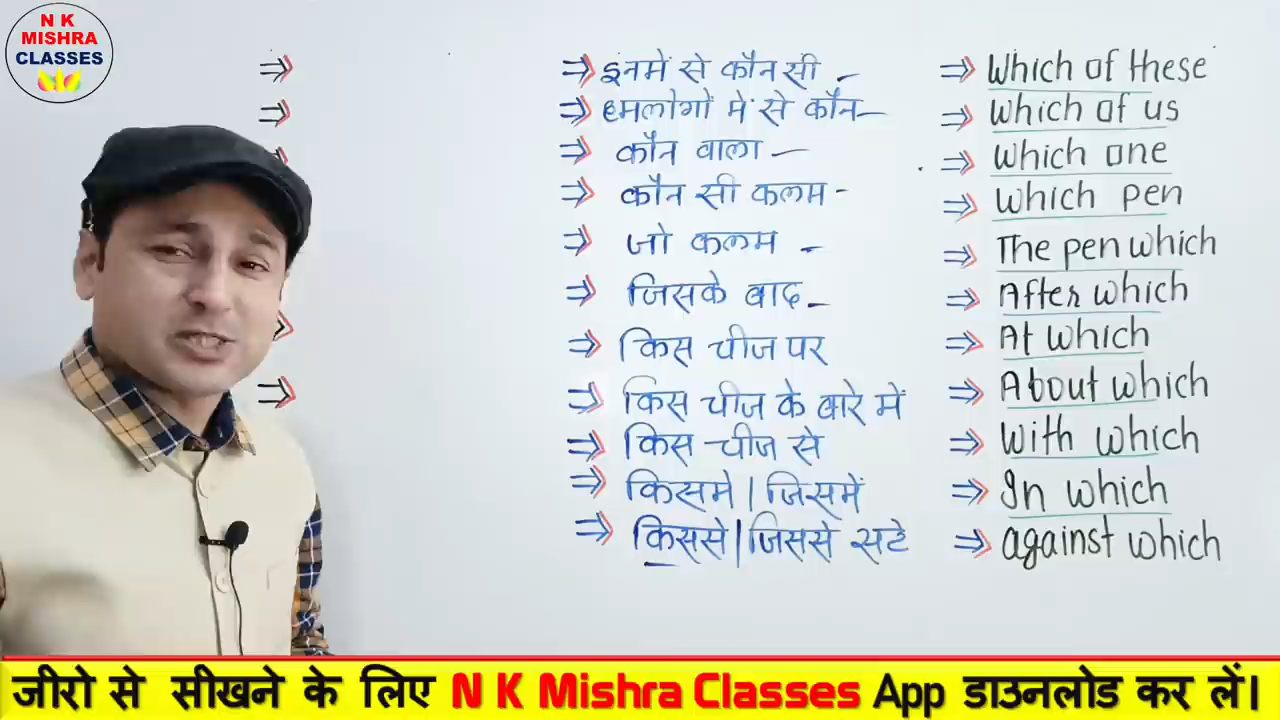 N K
MISHRA
CLASSES
⇒ इनमें से कौन सी - ⇒ Which of these
⇒ हमलोगों में से कौन- ⇒ Which of us
⇒ कौन वाला - ⇒ Which one
⇒ कौन सी कलम - ⇒ Which pen
⇒ जो कलम - ⇒ The pen which
⇒ जिसके बाद - ⇒ After which
⇒ किस चीज पर ⇒ At which
⇒ किस चीज के बारे में ⇒ About which
⇒ किस चीज से ⇒ With which
⇒ किसमे | जिसमें ⇒ In which
⇒ किससे | जिससे सटे ⇒ against which
जीरो से सीखने के लिए N K Mishra Classes App डाउनलोड कर लें।